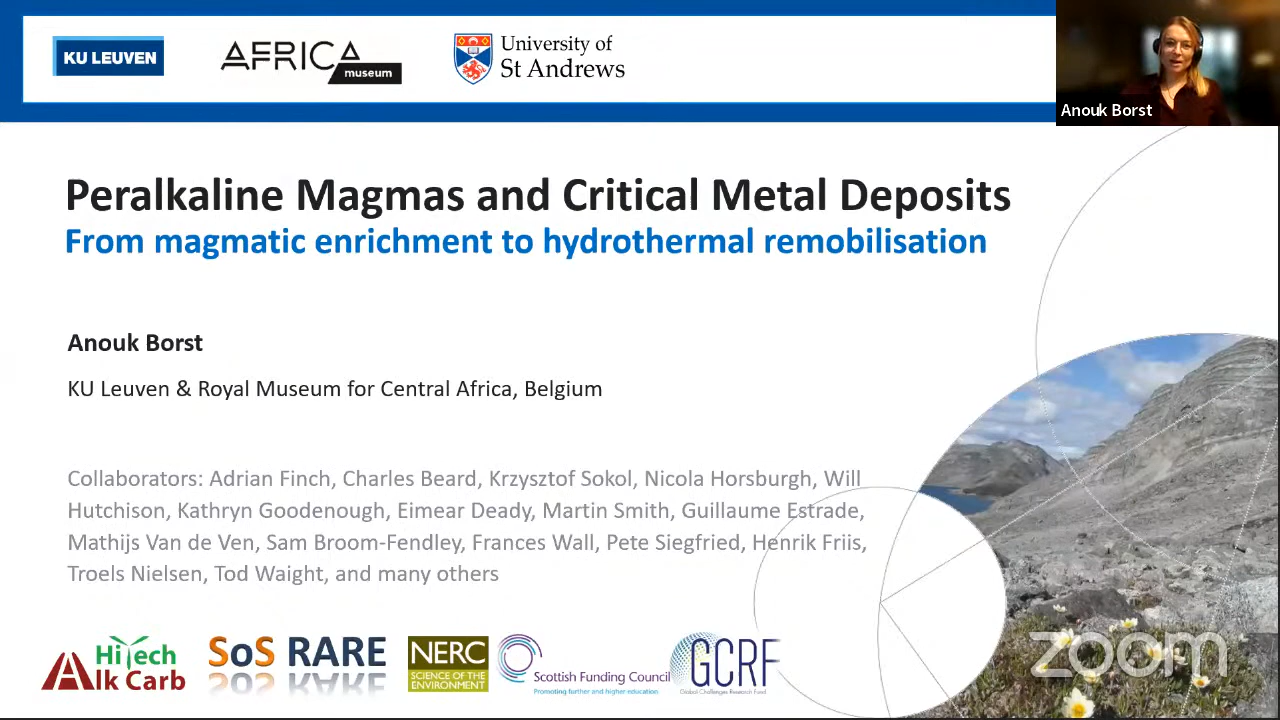 KU LEUVEN
AFRICA
museum
University of
St Andrews
Anouk Borst
Peralkaline Magmas and Critical Metal Deposits
From magmatic enrichment to hydrothermal remobilisation
Anouk Borst
KU Leuven & Royal Museum for Central Africa, Belgium
Collaborators: Adrian Finch, Charles Beard, Krzysztof Sokol, Nicola Horsburgh, Will
Hutchison, Kathryn Goodenough, Eimear Deady, Martin Smith, Guillaume Estrade,
Mathijs Van de Ven, Sam Broom-Fendley, Frances Wall, Pete Siegfried, Henrik Friis,
Troels Nielsen, Tod Waight, and many others
HiTech
Alk Carb
SoS RARE
NERC
SCIENCE OF THE
ENVIRONMENT
Scottish Funding Council
Promoting further and higher education
GCRF
Global Challenges Research Fund
zoom